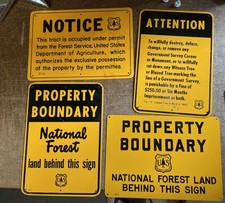 NOTICE
This tract is occupied under permit
from the Forest Service, United States
Department of Agriculture, which
authorizes the exclusive possession
of the property by the permittee.
ATTENTION
To willfully destroy, deface,
change, or remove any
Government Survey Corner
or Monument, or to willfully
cut down any Witness Tree
or Blazed Tree marking the
line of a Government Survey,
is punishable by a fine of
$250.00 or Six Months
Imprisonment or both.
PROPERTY
BOUNDARY
National
Forest
land behind this sign
PROPERTY
BOUNDARY
NATIONAL FOREST LAND
BEHIND THIS SIGN